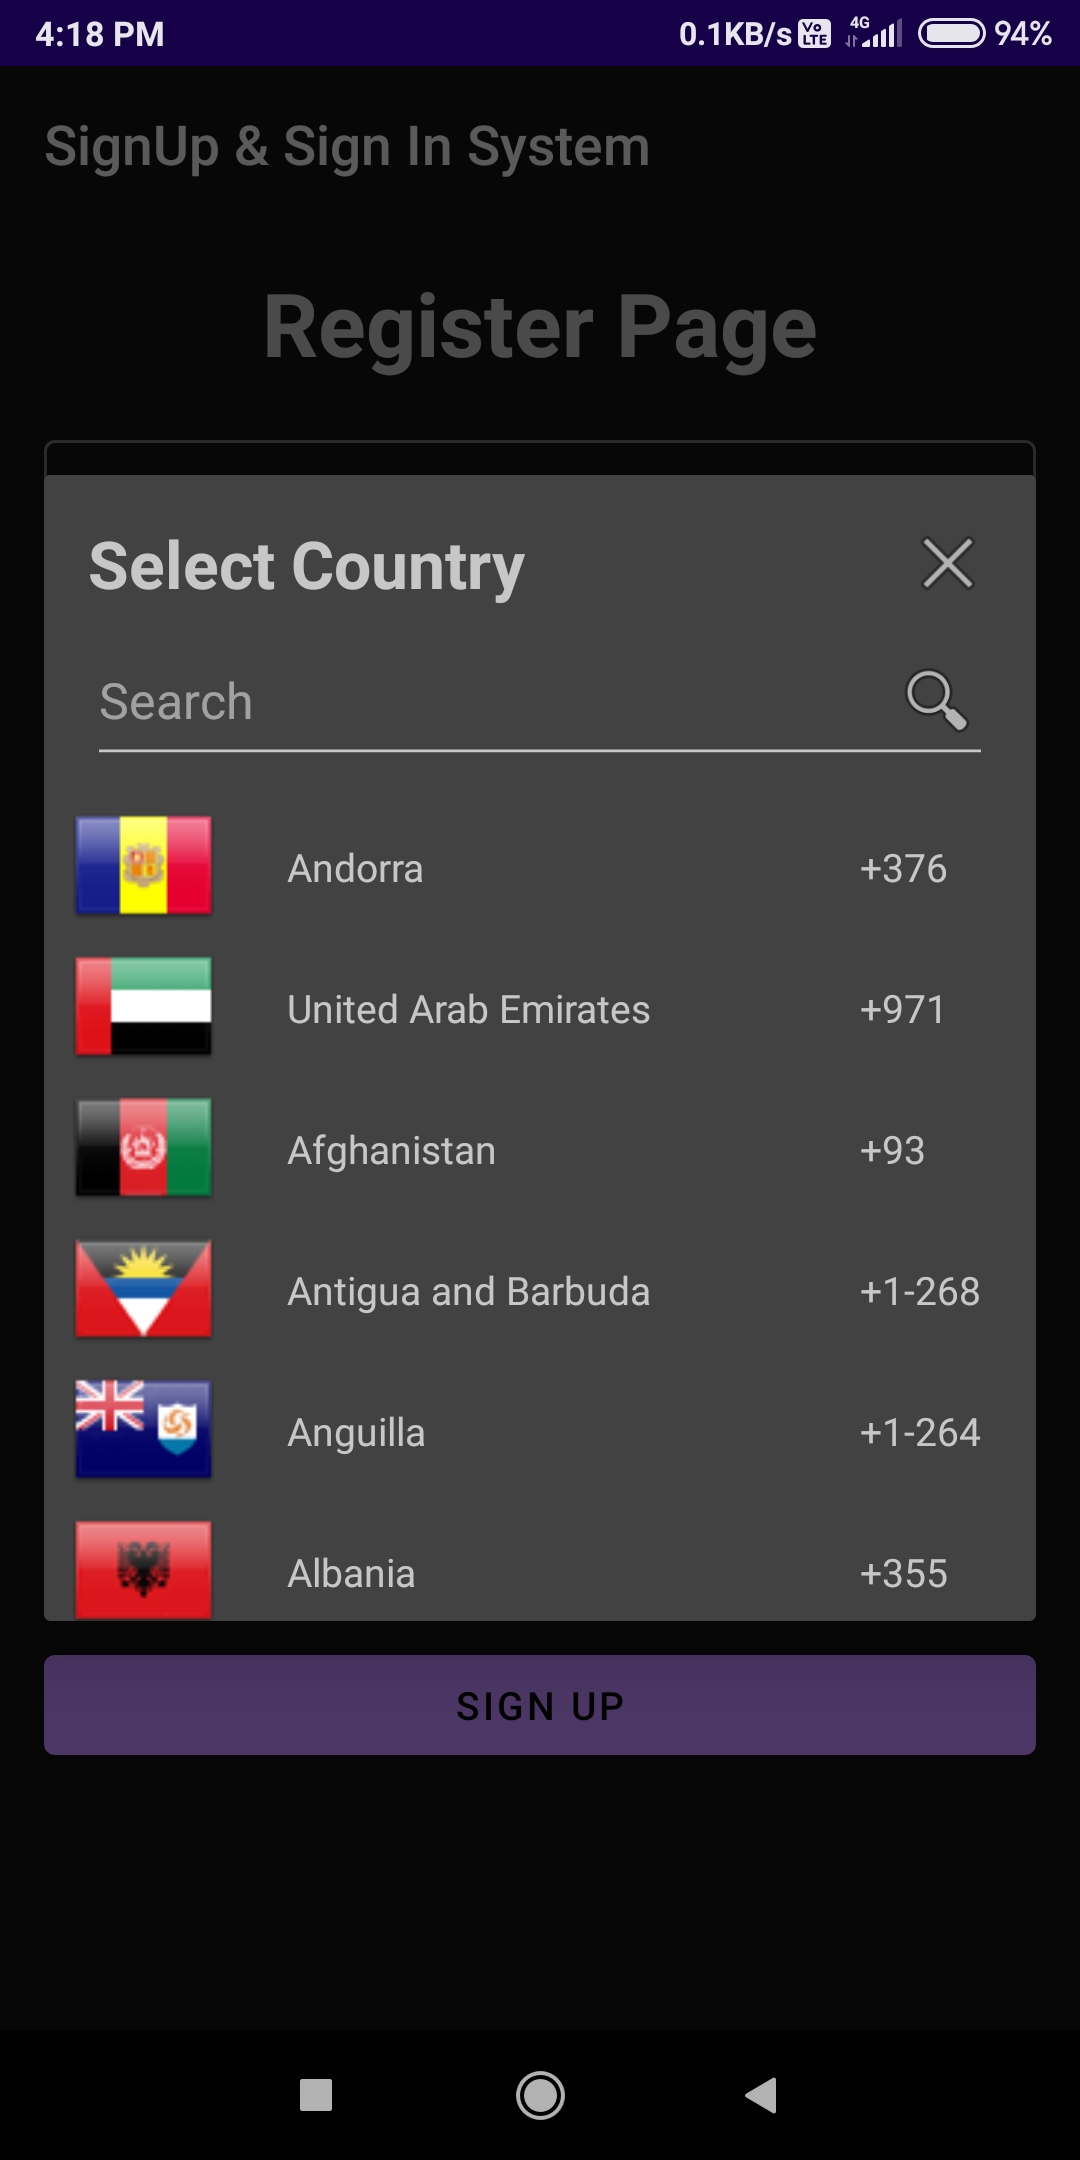 4:18 PM 0.1KB/s Vo LTE 4G 94%
SignUp & Sign In System
Register Page
Select Country
Search
Andorra +376
United Arab Emirates +971
Afghanistan +93
Antigua and Barbuda +1-268
Anguilla +1-264
Albania +355
SIGN UP